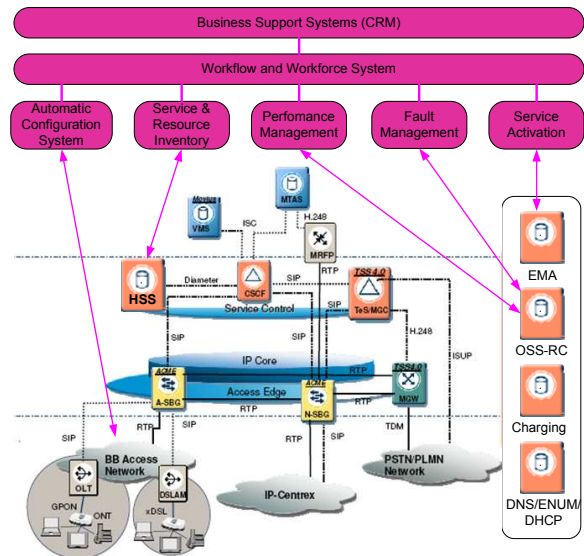 Business Support Systems (CRM)
Workflow and Workforce System
Automatic
Configuration
System
Service &
Resource
Inventory
Perfomance
Management
Fault
Management
Service
Activation
Movius
VMS
MTAS
ISC
H.248
MRFP
RTP
HSS
Diameter
CSCF
SIP
TSS 4.0
TeS/MGC
SIP
Service Control
SIP
SIP
H.248
ISUP
IP Core
RTP
TSS4.0
ACME
ACME
Access Edge
A-SBG
N-SBG
MGW
RTP
RTP
RTP
SIP
SIP
RTP
SIP
TDM
BB Access
Network
PSTN/PLMN
Network
OLT
DSLAM
GPON
ONT
xDSL
IP-Centrex
EMA
OSS-RC
Charging
DNS/ENUM/
DHCP